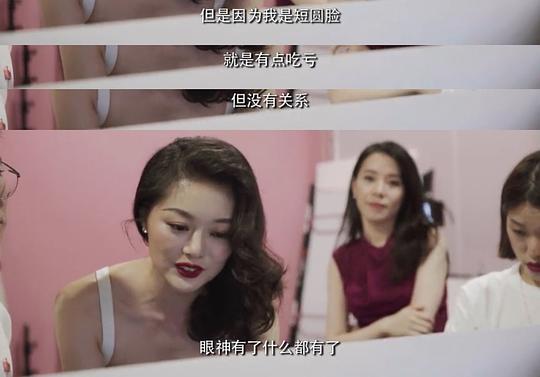 但是因为我是短圆脸
就是有点吃亏
但没有关系
眼神有了什么都有了